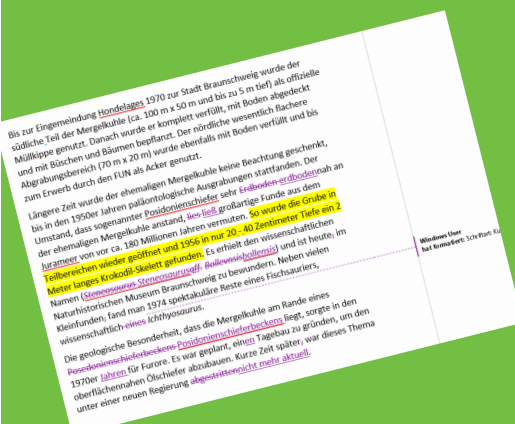 Bis zur Eingemeindung Hondelages 1970 zur Stadt Braunschweig wurde der
südliche Teil der Mergelkuhle (ca. 100 m x 50 m und bis zu 5 m tief) als offizielle
Müllkippe genutzt. Danach wurde er komplett verfüllt, mit Boden abgedeckt
und mit Büschen und Bäumen bepflanzt. Der nördliche wesentlich flachere
Abgrabungsbereich (70 m x 20 m) wurde ebenfalls mit Boden verfüllt und bis
zum Erwerb durch den FUN als Acker genutzt.
Längere Zeit wurde der ehemaligen Mergelkuhle keine Beachtung geschenkt,
bis in den 1950er Jahren paläontologische Ausgrabungen stattfanden. Der
Umstand, dass sogenannter Posidonienschiefer sehr Erdboden erdbodennah an
der ehemaligen Mergelkuhle anstand, lies ließ großartige Funde aus dem
Jurameer von vor ca. 180 Millionen Jahren vermuten. So wurde die Grube in
Teilbereichen wieder geöffnet und 1956 in nur 20 - 40 Zentimeter Tiefe ein 2
Meter langes Krokodil-Skelett gefunden. Es erhielt den wissenschaftlichen
Namen (Steneosaurus Steneosaurusaff. Bollevnsisbollensis) und ist heute, im
Naturhistorischen Museum Braunschweig zu bewundern. Neben vielen
Kleinfunden, fand man 1974 spektakuläre Reste eines Fischsauriers,
wissenschaftlich eines Ichthyosaurus.
Die geologische Besonderheit, dass die Mergelkuhle am Rande eines
Posedonienschieferbeckens Posidonienschieferbeckens liegt, sorgte in den
1970er Jahren für Furore. Es war geplant, einen Tagebau zu gründen, um den
oberflächennahen Ölschiefer abzubauen. Kurze Zeit später, war dieses Thema
unter einer neuen Regierung abgestrittennicht mehr aktuell.
Windows User
hat formatiert: Schriftart: Ku